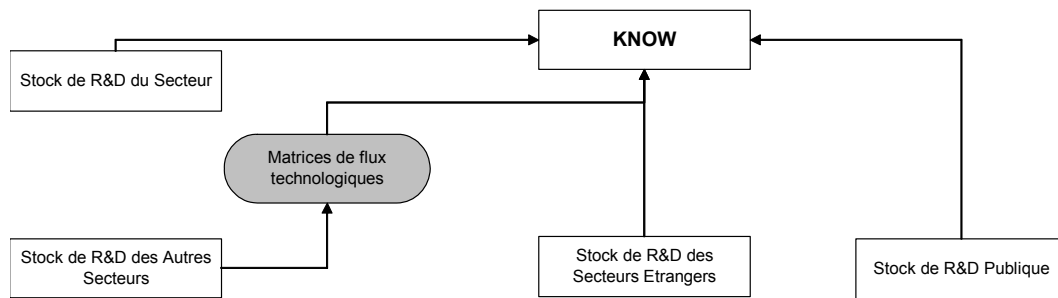 KNOW
Stock de R&D du Secteur
Matrices de flux
technologiques
Stock de R&D des Autres
Secteurs
Stock de R&D des
Secteurs Etrangers
Stock de R&D Publique